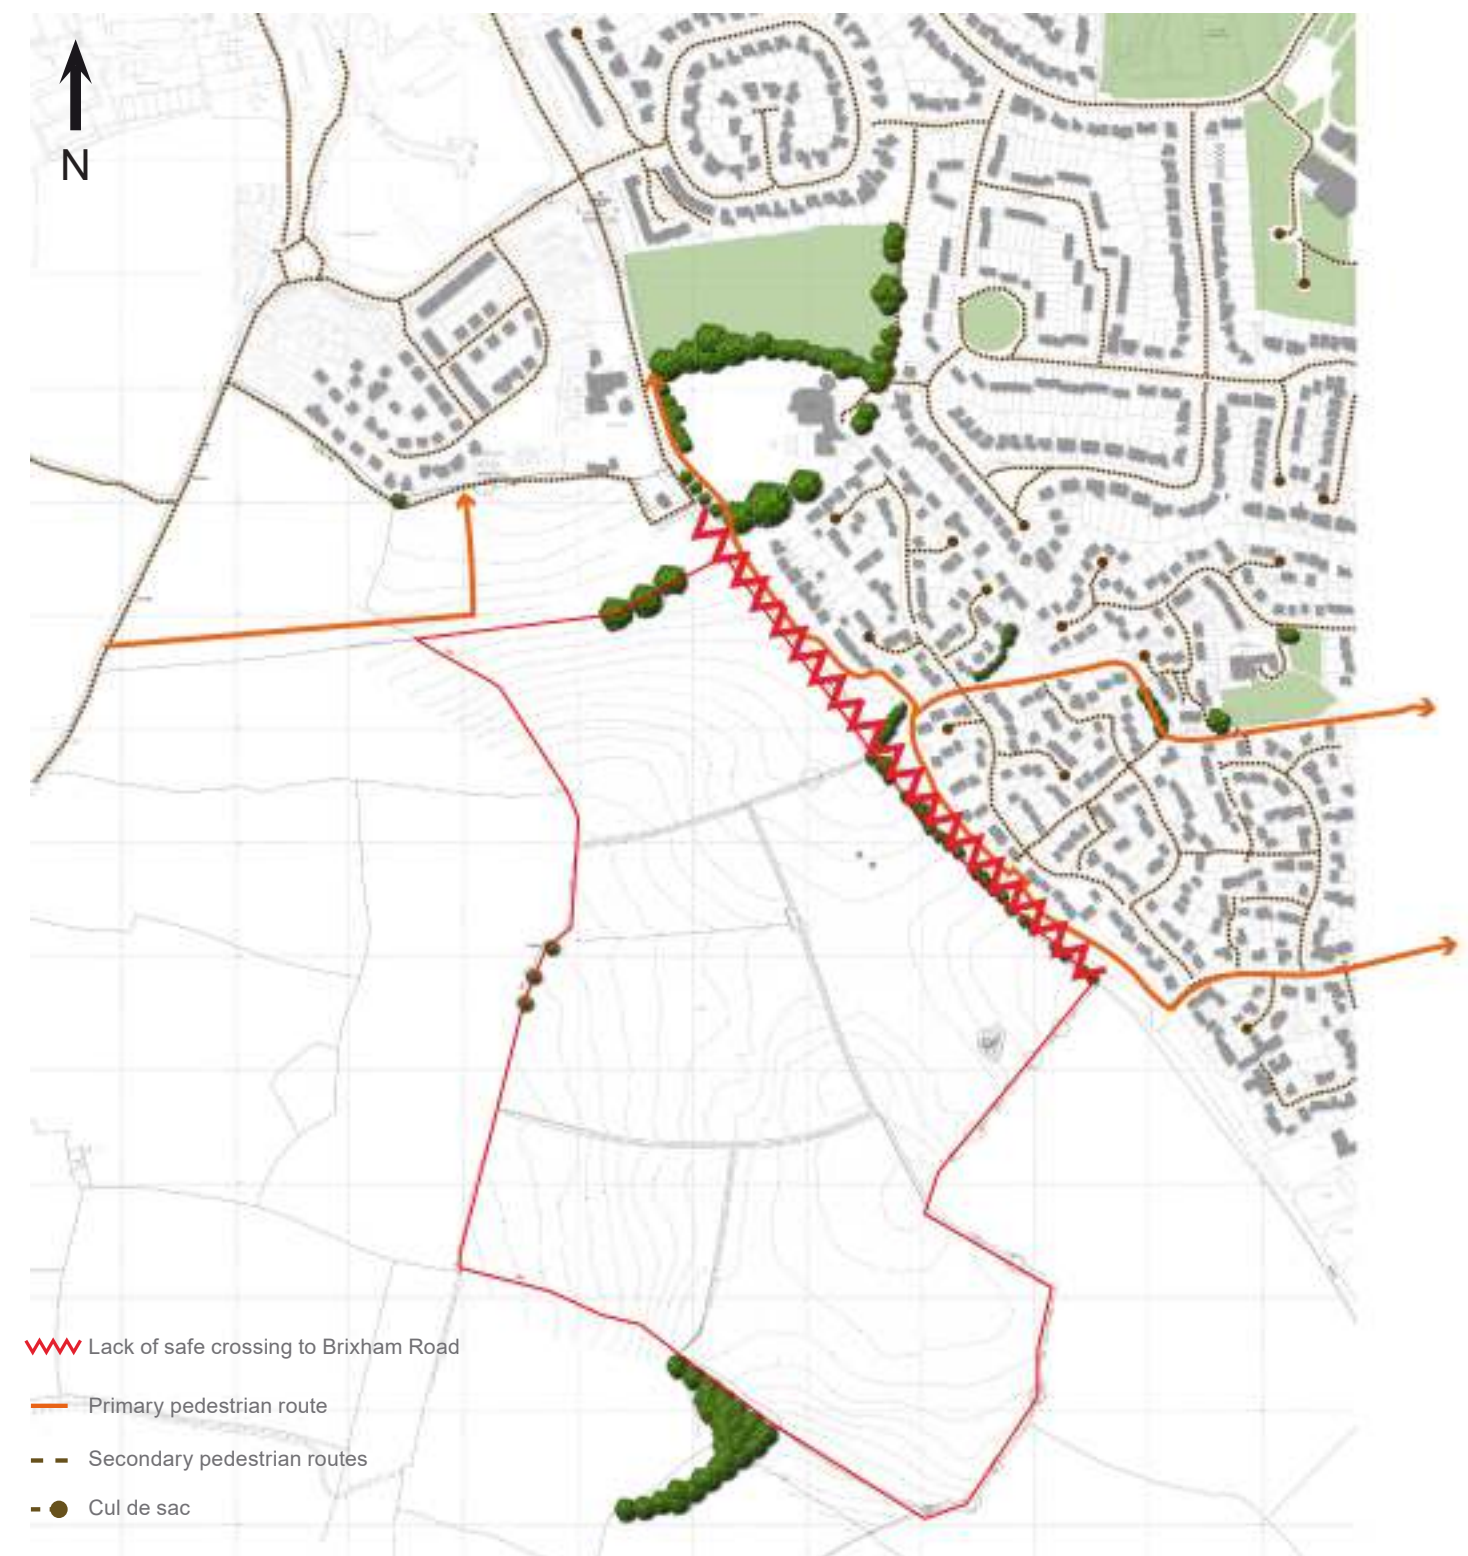 N
Lack of safe crossing to Brixham Road
Primary pedestrian route
Secondary pedestrian routes
Cul de sac